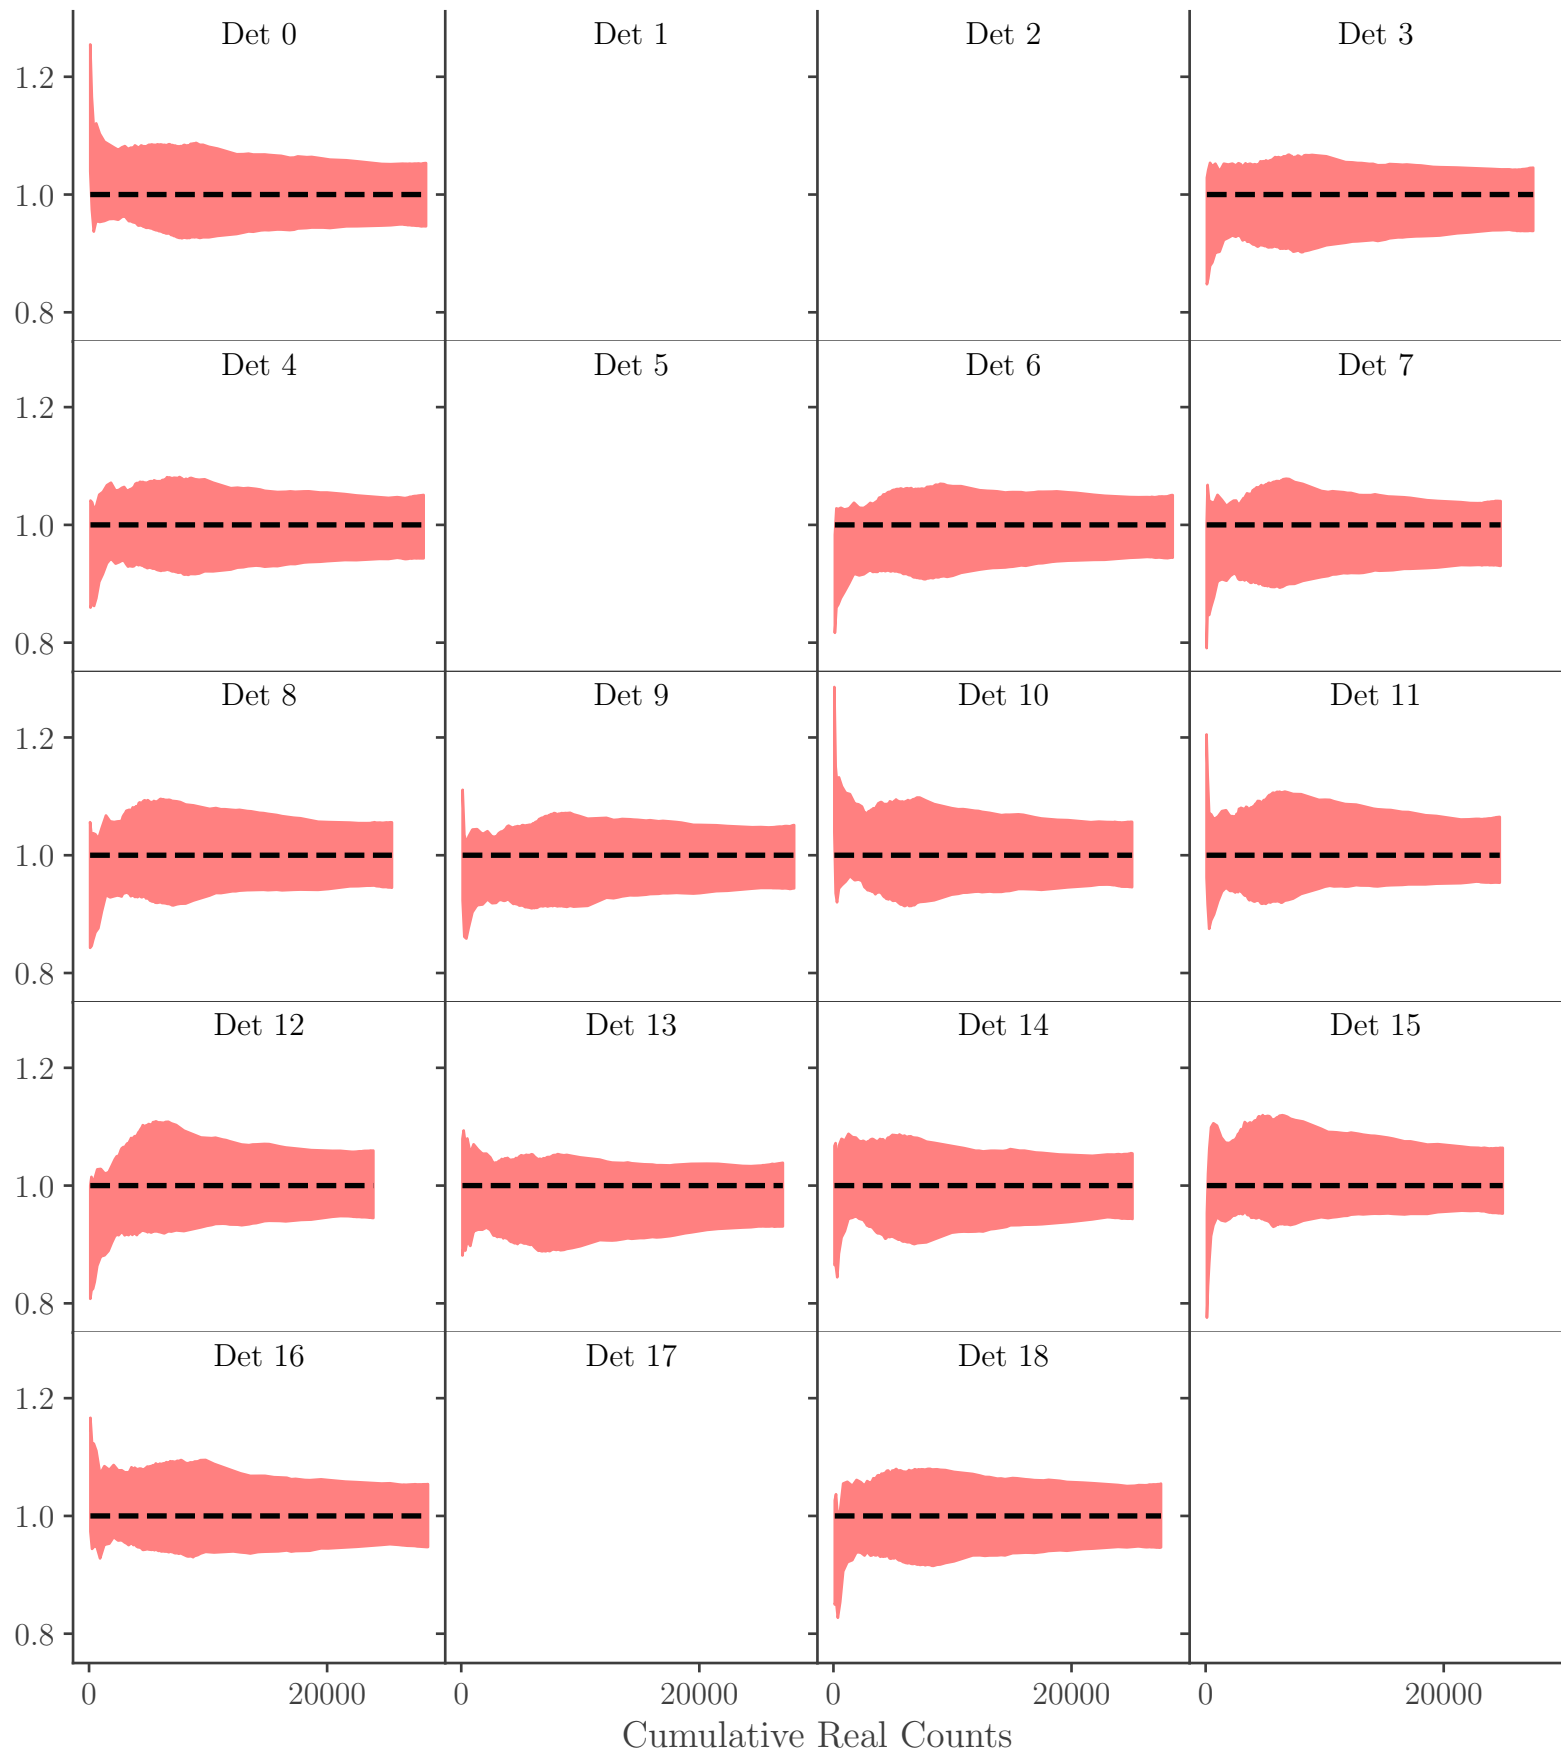 Det 0 Det 1 Det 2 Det 3
1.2
1.0
0.8
Det 4 Det 5 Det 6 Det 7
1.2
1.0
0.8
Det 8 Det 9 Det 10 Det 11
1.2
1.0
0.8
Det 12 Det 13 Det 14 Det 15
1.2
1.0
0.8
Det 16 Det 17 Det 18
1.2
1.0
0.8
0 20000 0 20000 0 20000 0 20000
Cumulative Real Counts